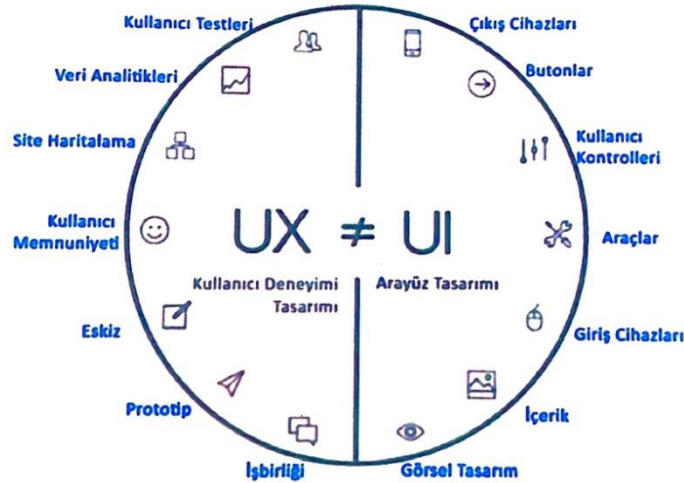 Kullanıcı Testleri
Çıkış Cihazları
Veri Analitikleri
Butonlar
Site Haritalama
Kullanıcı
Kontrolleri
Kullanıcı
Memnuniyeti
UX ≠ UI
Kullanıcı Deneyimi
Tasarımı
Arayüz Tasarımı
Araçlar
Eskiz
Giriş Cihazları
Prototip
İçerik
İşbirliği
Görsel Tasarım